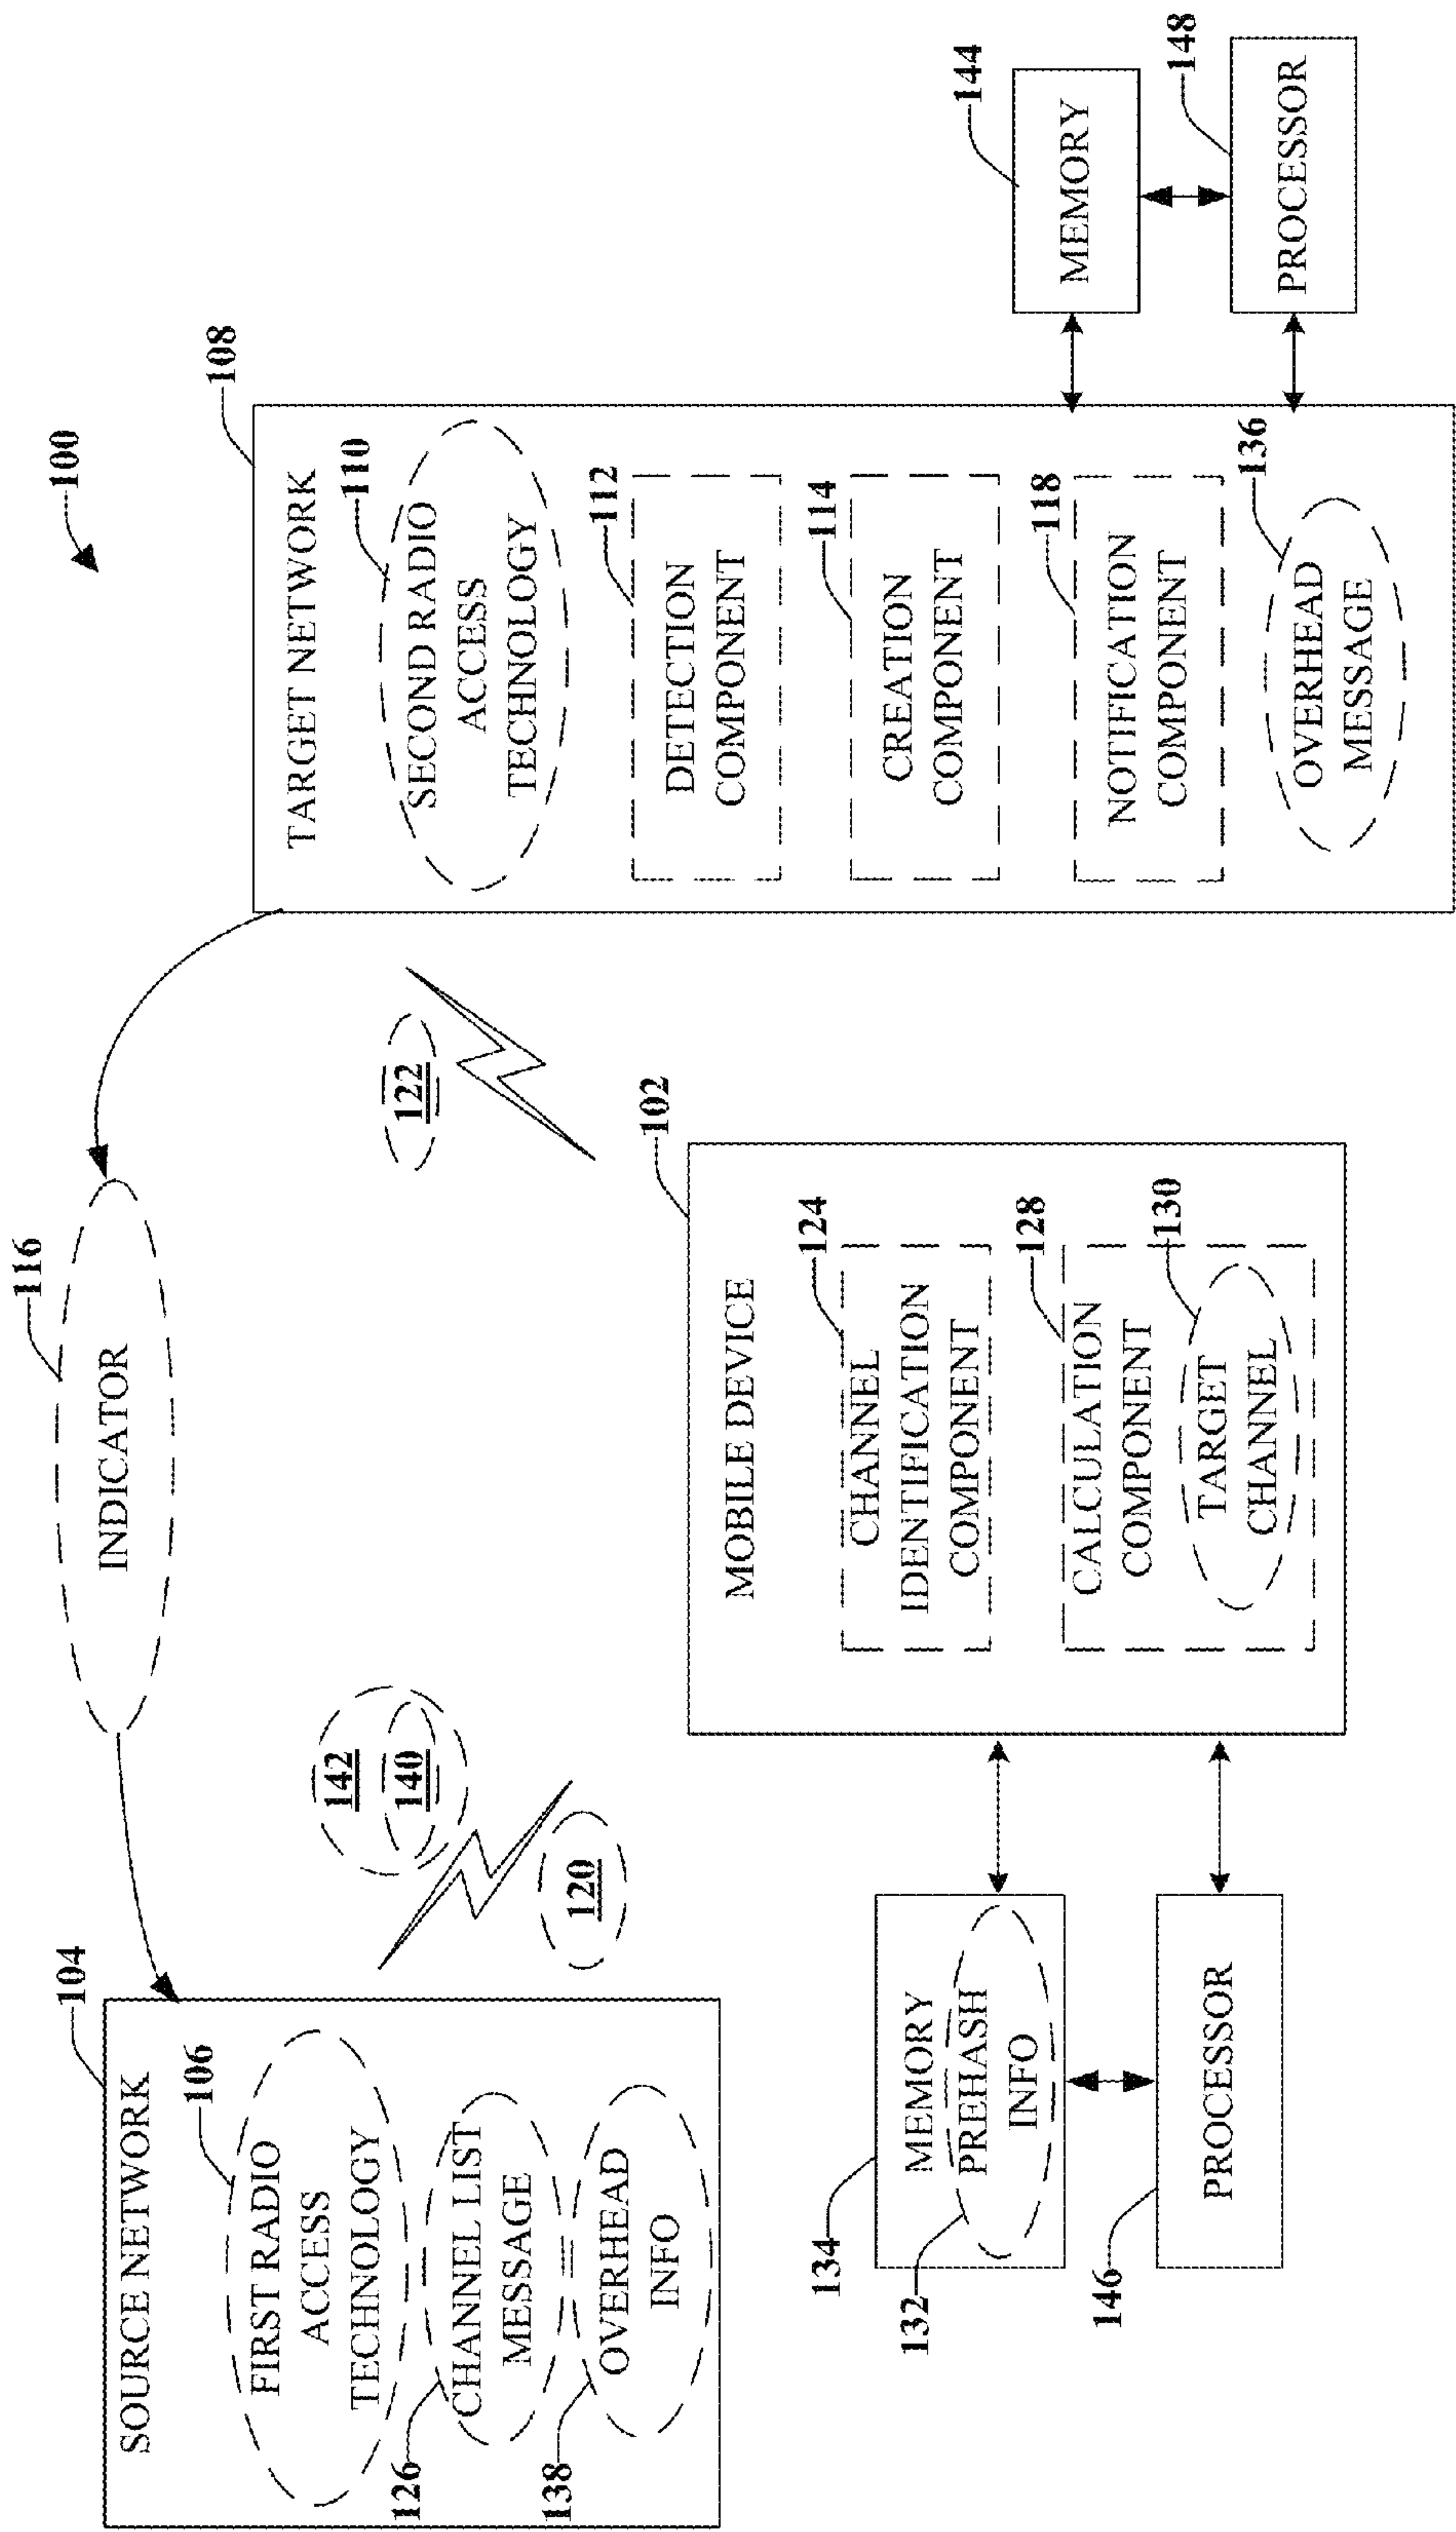 100
SOURCE NETWORK
104
FIRST RADIO
ACCESS
TECHNOLOGY
106
CHANNEL LIST
MESSAGE
126
OVERHEAD
INFO
138
INDICATOR
116
142
140
120
122
TARGET NETWORK
108
SECOND RADIO
ACCESS
TECHNOLOGY
110
DETECTION
COMPONENT
112
CREATION
COMPONENT
114
NOTIFICATION
COMPONENT
118
OVERHEAD
MESSAGE
136
MOBILE DEVICE
102
CHANNEL
IDENTIFICATION
COMPONENT
124
CALCULATION
COMPONENT
128
TARGET
CHANNEL
130
MEMORY
134
PREHASH
INFO
132
PROCESSOR
146
MEMORY
144
PROCESSOR
148